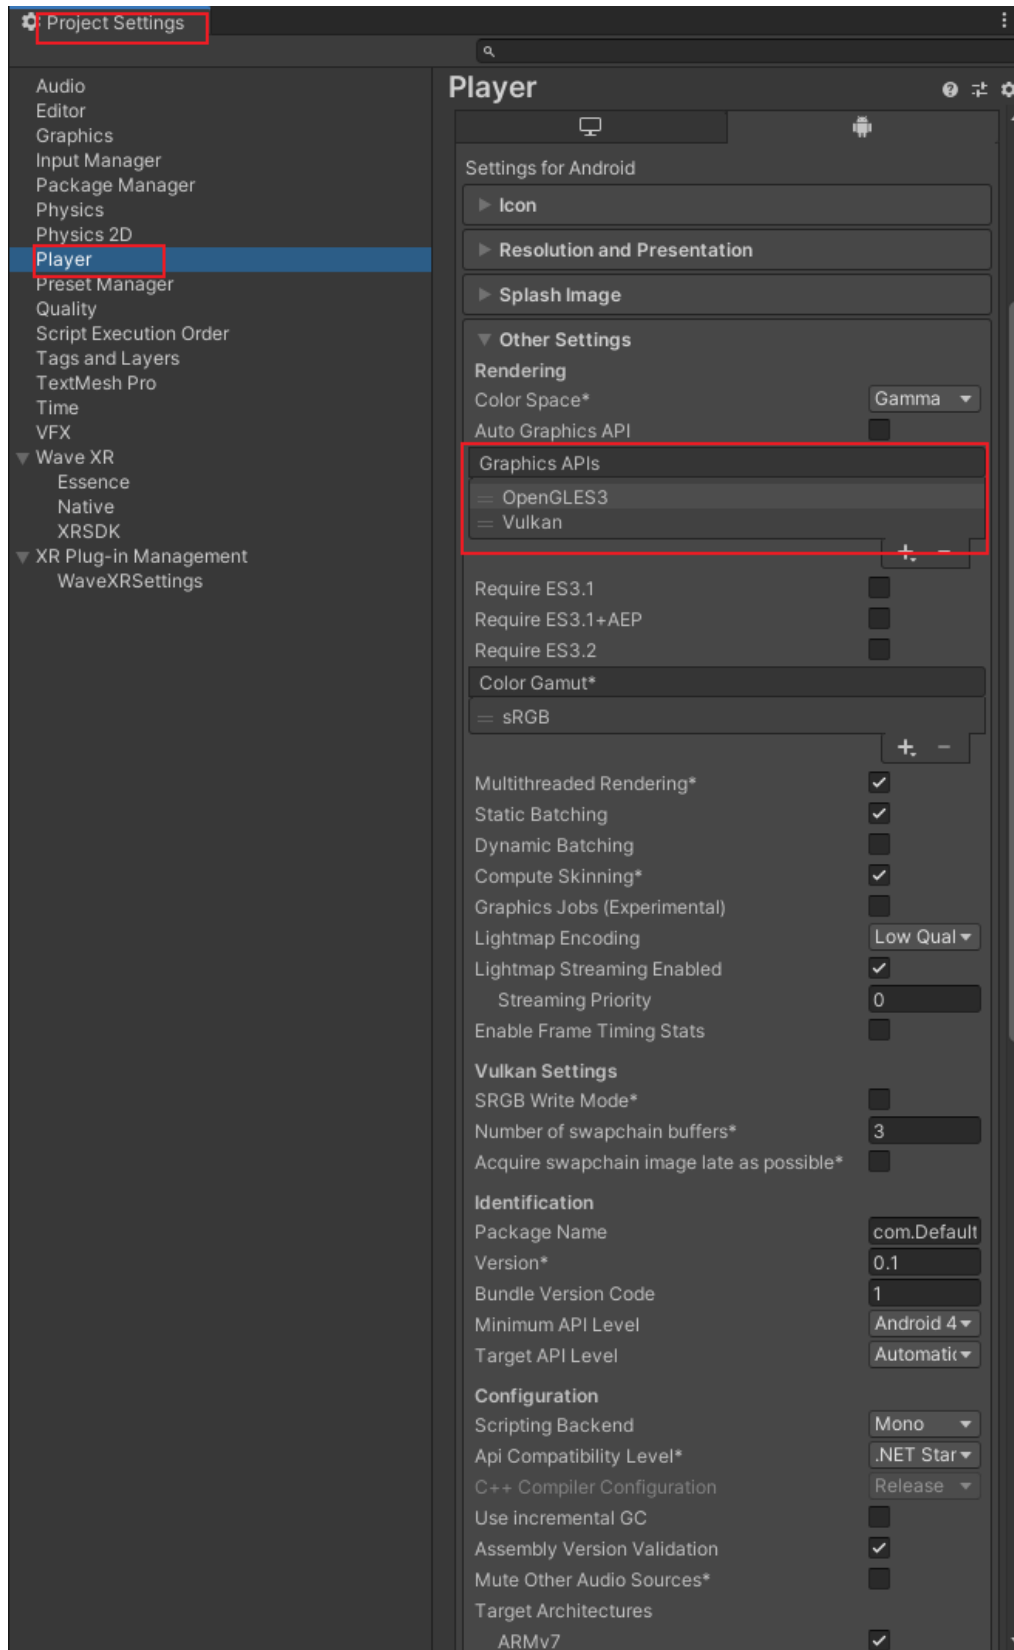 Project Settings
Audio
Editor
Graphics
Input Manager
Package Manager
Physics
Physics 2D
Player
Preset Manager
Quality
Script Execution Order
Tags and Layers
TextMesh Pro
Time
VFX
Wave XR
Essence
Native
XRSDK
XR Plug-in Management
WaveXRSettings
Player
Settings for Android
Icon
Resolution and Presentation
Splash Image
Other Settings
Rendering
Color Space* Gamma
Auto Graphics API
Graphics APIs
OpenGLES3
Vulkan
Require ES3.1
Require ES3.1+AEP
Require ES3.2
Color Gamut*
sRGB
Multithreaded Rendering*
Static Batching
Dynamic Batching
Compute Skinning*
Graphics Jobs (Experimental)
Lightmap Encoding Low Qual
Lightmap Streaming Enabled
Streaming Priority 0
Enable Frame Timing Stats
Vulkan Settings
SRGB Write Mode*
Number of swapchain buffers* 3
Acquire swapchain image late as possible*
Identification
Package Name com.Default
Version* 0.1
Bundle Version Code 1
Minimum API Level Android 4
Target API Level Automatic
Configuration
Scripting Backend Mono
Api Compatibility Level* .NET Star
C++ Compiler Configuration Release
Use incremental GC
Assembly Version Validation
Mute Other Audio Sources*
Target Architectures
ARMv7